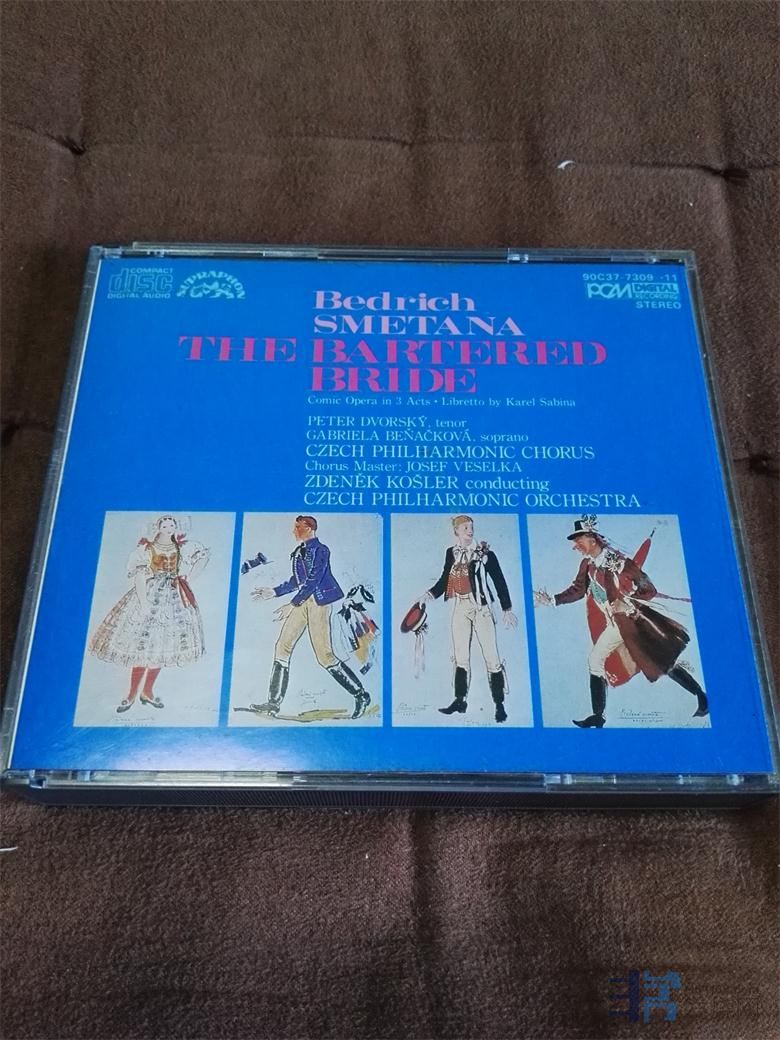 COMPACT
disc
DIGITAL AUDIO
SUPRAPHON
90C37-7309-11
PCM DIGITAL
RECORDING
STEREO
Bedrich
SMETANA
THE BARTERED
BRIDE
Comic Opera in 3 Acts • Libretto by Karel Sabina
PETER DVORSKÝ, tenor
GABRIELA BEŇAČKOVÁ, soprano
CZECH PHILHARMONIC CHORUS
Chorus Master: JOSEF VESELKA
ZDENĚK KOŠLER conducting
CZECH PHILHARMONIC ORCHESTRA